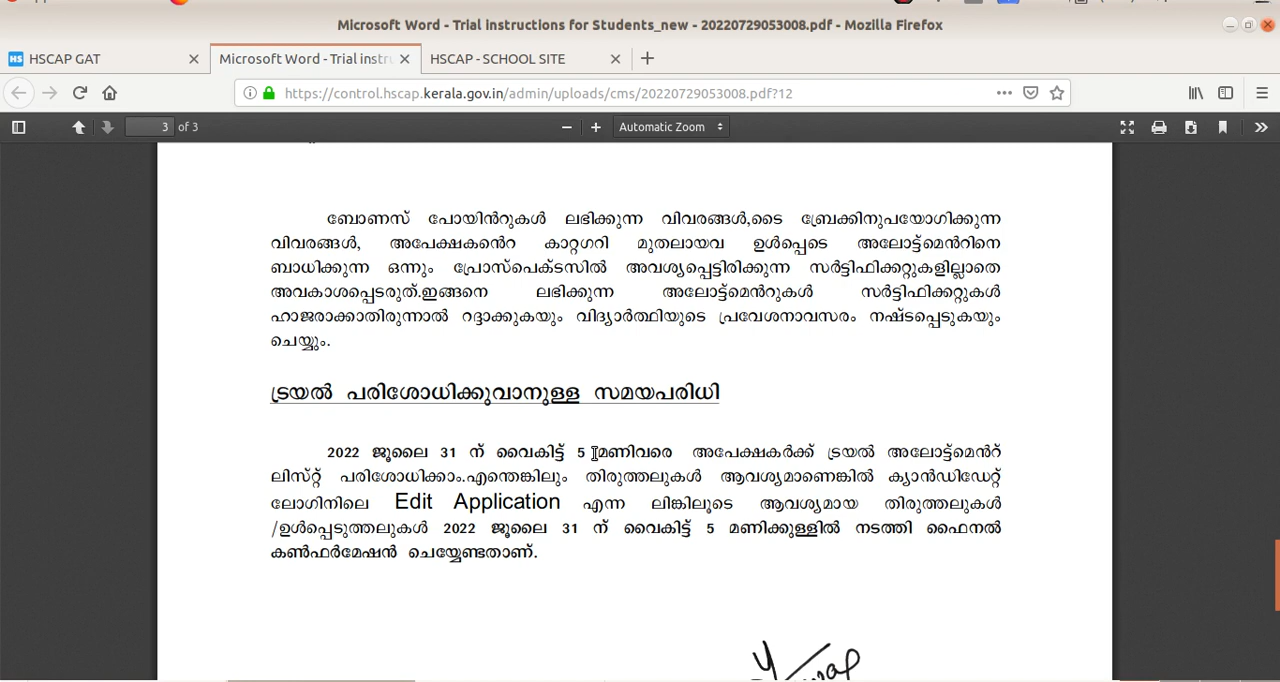 Microsoft Word - Trial instructions for Students_new - 20220729053008.pdf - Mozilla Firefox
HS HSCAP GAT
Microsoft Word - Trial instru
HSCAP - SCHOOL SITE
https://control.hscap.kerala.gov.in/admin/uploads/cms/20220729053008.pdf?12
3 of 3
Automatic Zoom
ബോണസ് പോയിൻറുകൾ ലഭിക്കുന്ന വിവരങ്ങൾ,ടൈ ബ്രേക്കിനുപയോഗിക്കുന്ന
വിവരങ്ങൾ, അപേക്ഷകൻെറ കാറ്റഗറി മുതലായവ ഉൾപ്പെടെ അലോട്ട്മെൻറിനെ
ബാധിക്കുന്ന ഒന്നും പ്രോസ്പെക്ടസിൽ അവശ്യപ്പെട്ടിരിക്കുന്ന സർട്ടിഫിക്കറ്റുകളില്ലാതെ
അവകാശപ്പെടരുത്.ഇങ്ങനെ ലഭിക്കുന്ന അലോട്ട്മെൻറുകൾ സർട്ടിഫിക്കറ്റുകൾ
ഹാജരാക്കാതിരുന്നാൽ റദ്ദാക്കുകയും വിദ്യാർത്ഥിയുടെ പ്രവേശനാവസരം നഷ്ടപ്പെടുകയും
ചെയ്യും.
ട്രയൽ പരിശോധിക്കുവാനുള്ള സമയപരിധി
2022 ജൂലൈ 31 ന് വൈകിട്ട് 5 മണിവരെ അപേക്ഷകർക്ക് ട്രയൽ അലോട്ട്മെൻറ്
ലിസ്റ്റ് പരിശോധിക്കാം.എന്തെങ്കിലും തിരുത്തലുകൾ ആവശ്യമാണെങ്കിൽ ക്യാൻഡിഡേറ്റ്
ലോഗിനിലെ Edit Application എന്ന ലിങ്കിലൂടെ ആവശ്യമായ തിരുത്തലുകൾ
/ഉൾപ്പെടുത്തലുകൾ 2022 ജൂലൈ 31 ന് വൈകിട്ട് 5 മണിക്കുള്ളിൽ നടത്തി ഫൈനൽ
കൺഫർമേഷൻ ചെയ്യേണ്ടതാണ്.